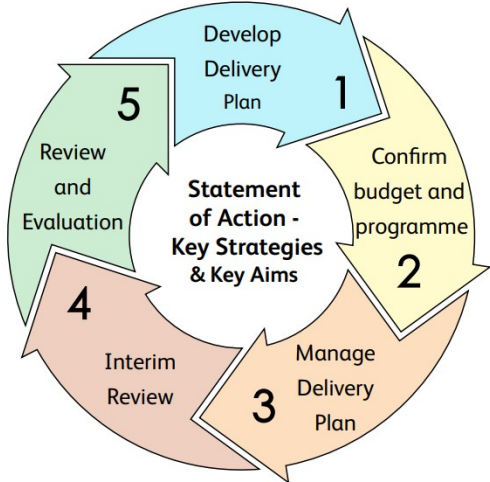 Develop
Delivery
Plan
1
Confirm
budget and
programme
2
Manage
Delivery
Plan
3
Interim
Review
4
Review
and
Evaluation
5
Statement
of Action -
Key Strategies
& Key Aims